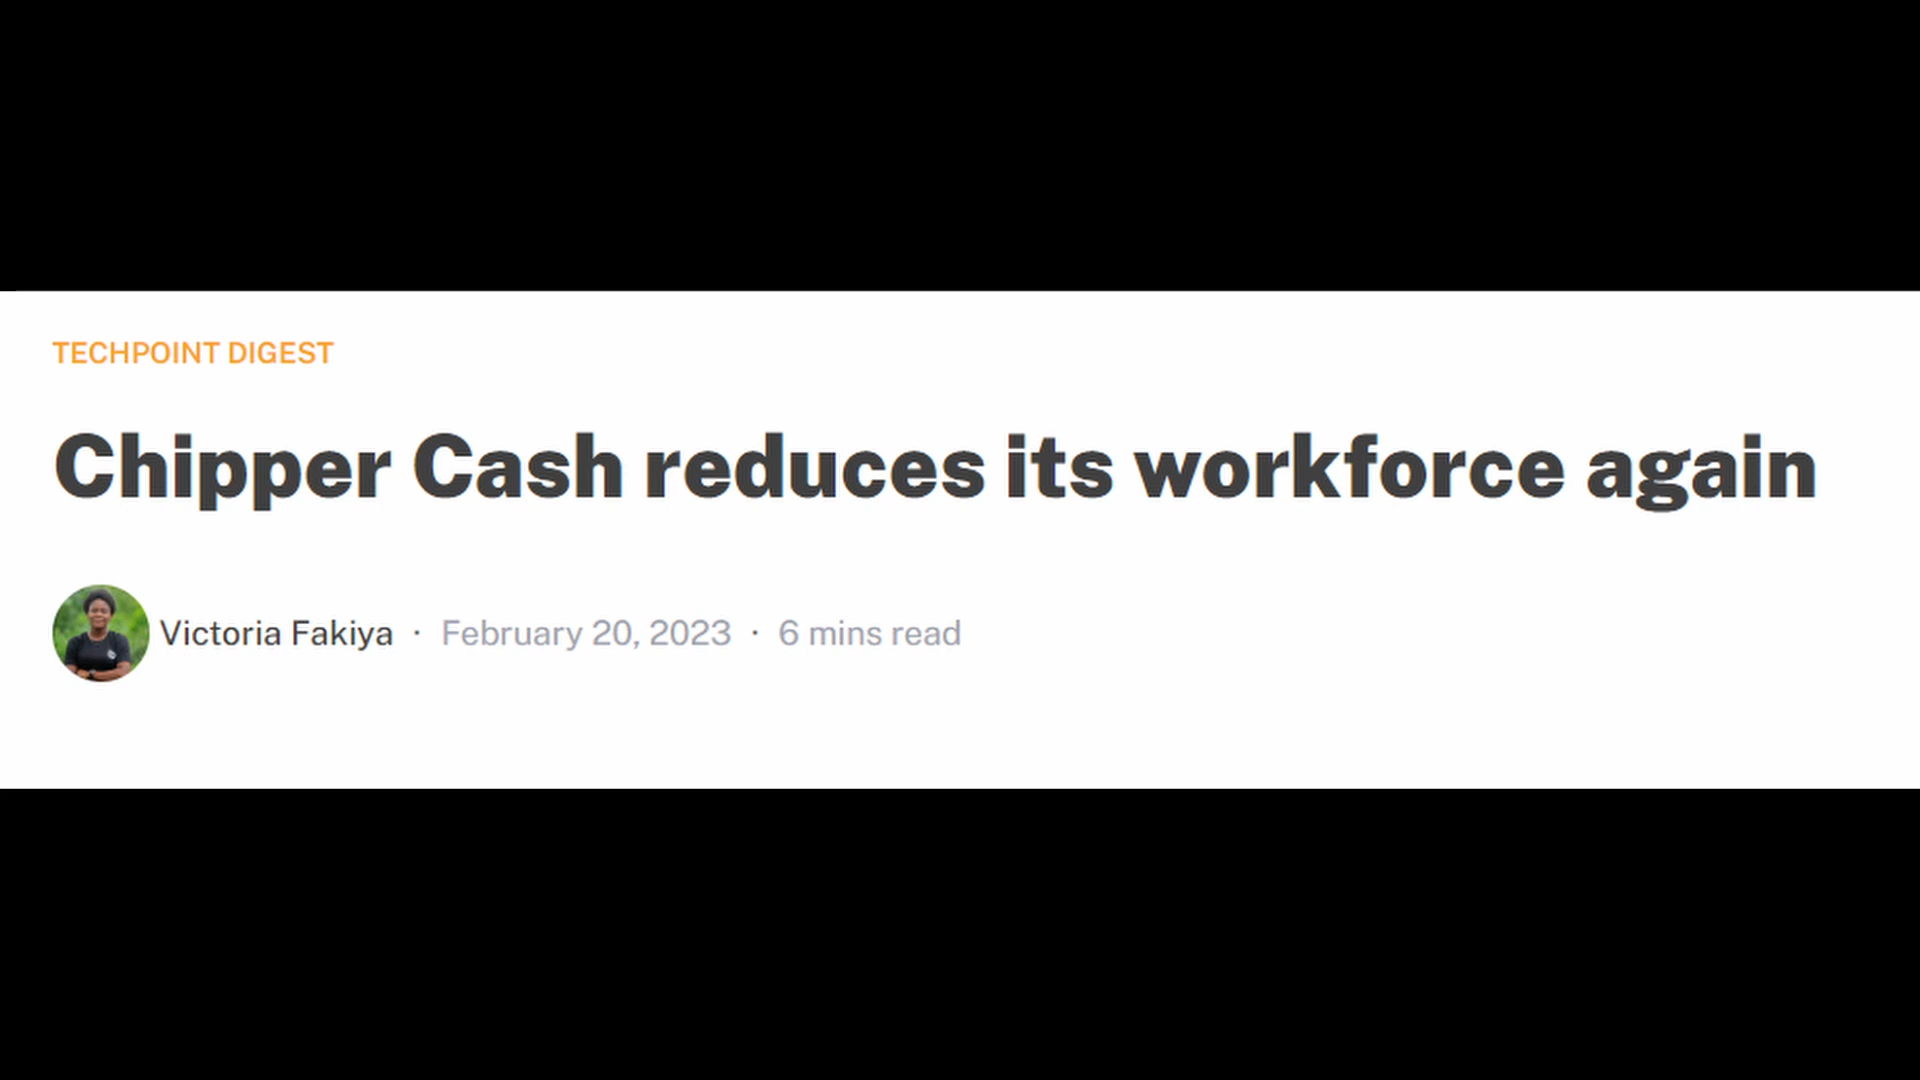 TECHPOINT DIGEST
Chipper Cash reduces its workforce again
Victoria Fakiya · February 20, 2023 · 6 mins read